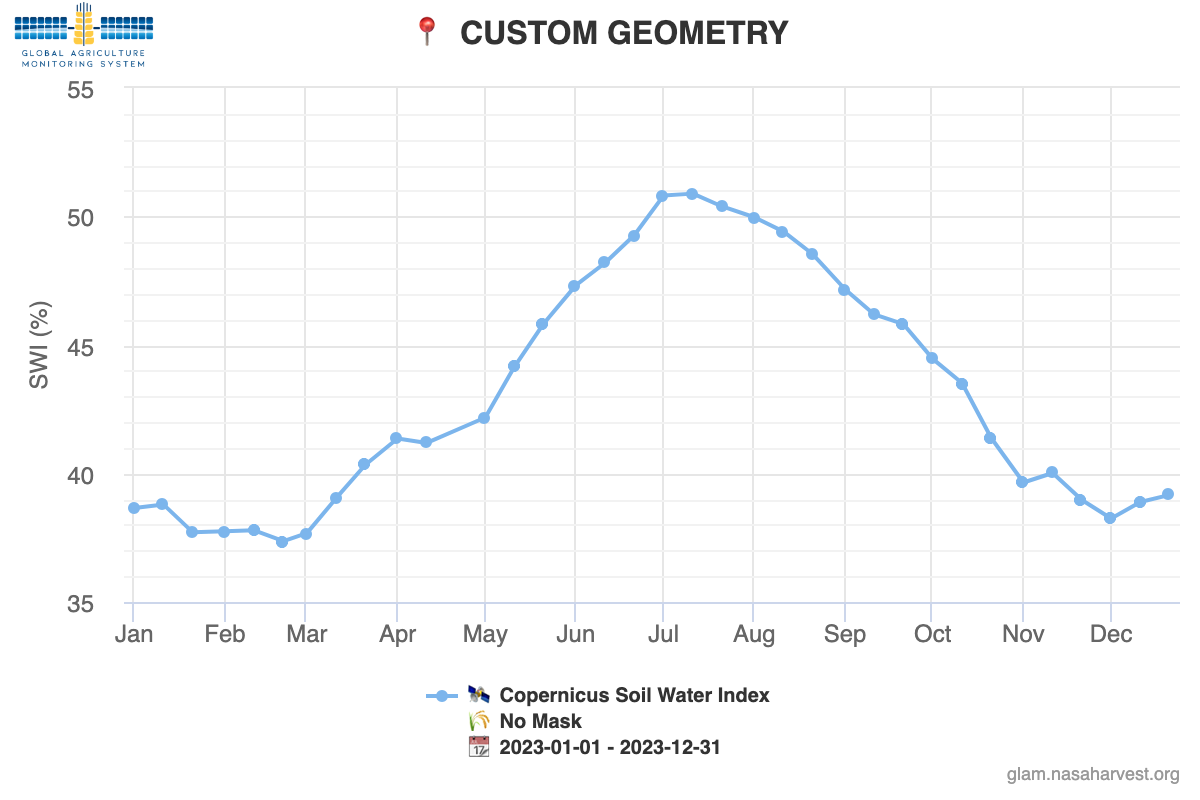 GLOBAL AGRICULTURE
MONITORING SYSTEM
CUSTOM GEOMETRY
55
50
45
40
35
SWI (%)
Jan Feb Mar Apr May Jun Jul Aug Sep Oct Nov Dec
Copernicus Soil Water Index
No Mask
17
2023-01-01 - 2023-12-31
glam.nasaharvest.org